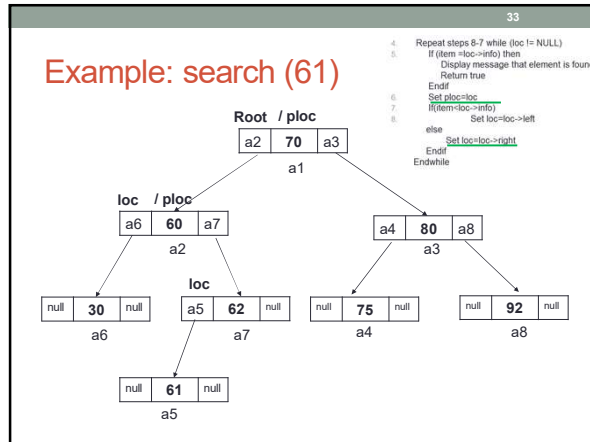 33
Example: search (61)
4. Repeat steps 8-7 while (loc != NULL)
5. If (item =loc->info) then
Display message that element is foun
Return true
Endif
6. Set ploc=loc
7. If(item<loc->info)
8. Set loc=loc->left
else
Set loc=loc->right
Endif
Endwhile
Root / ploc
a2 70 a3
a1
loc / ploc
a6 60 a7
a2
a4 80 a8
a3
loc
null 30 null
a6
a5 62 null
a7
null 75 null
a4
null 92 null
a8
null 61 null
a5